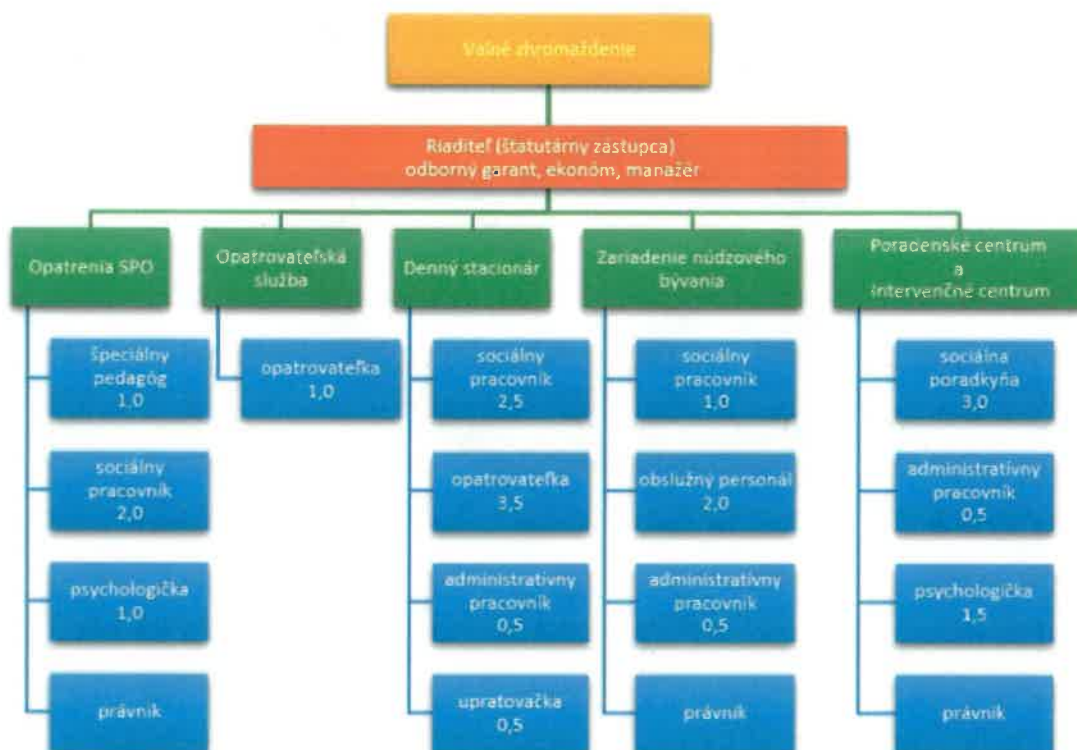 Valné zhromaždenie
Riaditeľ (štatutárny zástupca)
odborný garant, ekonóm, manažér
Opatrenia SPO
Opatrovateľská
služba
Denný stacionár
Zariadenie núdzového
bývania
Poradenské centrum
a
Intervenčné centrum
špeciálny
pedagóg
1,0
sociálny
pracovník
2,0
psychologička
1,0
právnik
opatrovateľka
1,0
sociálny
pracovník
2,5
opatrovateľka
3,5
administratívny
pracovník
0,5
upratovačka
0,5
sociálny
pracovník
1,0
obslužný personál
2,0
administratívny
pracovník
0,5
právnik
sociálna
poradkyňa
3,0
administratívny
pracovník
0,5
psychologička
1,5
právnik